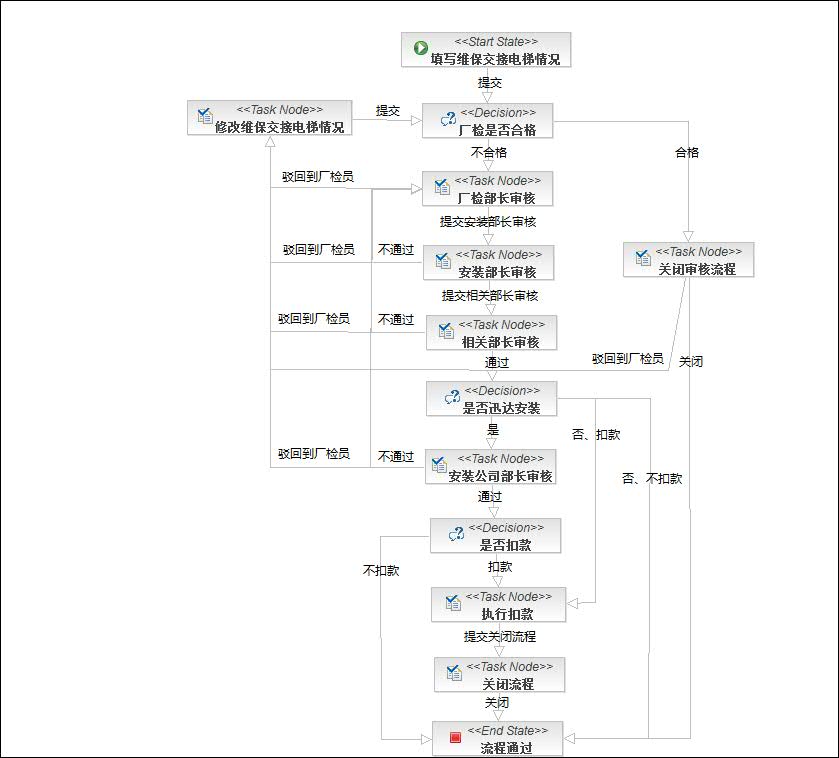 <<Start State>>
填写维保交接电梯情况
提交
<<Task Node>>
修改维保交接电梯情况
提交
<<Decision>>
厂检是否合格
不合格
合格
驳回到厂检员
<<Task Node>>
厂检部长审核
提交安装部长审核
驳回到厂检员
不通过
<<Task Node>>
安装部长审核
<<Task Node>>
关闭审核流程
提交相关部长审核
驳回到厂检员
不通过
<<Task Node>>
相关部长审核
通过
驳回到厂检员
关闭
<<Decision>>
是否迅达安装
是
否、扣款
驳回到厂检员
不通过
<<Task Node>>
安装公司部长审核
否、不扣款
通过
<<Decision>>
是否扣款
不扣款
扣款
<<Task Node>>
执行扣款
提交关闭流程
<<Task Node>>
关闭流程
关闭
<<End State>>
流程通过